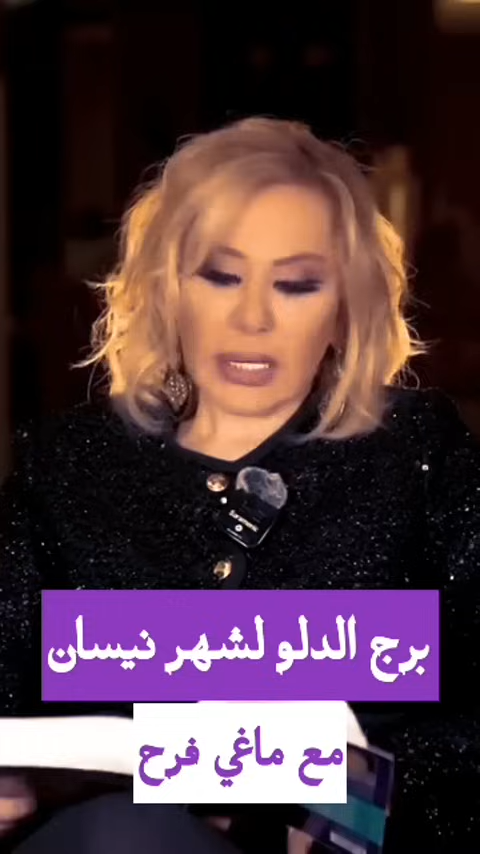 برج الدلو لشهر نيسان
مع ماغي فرح